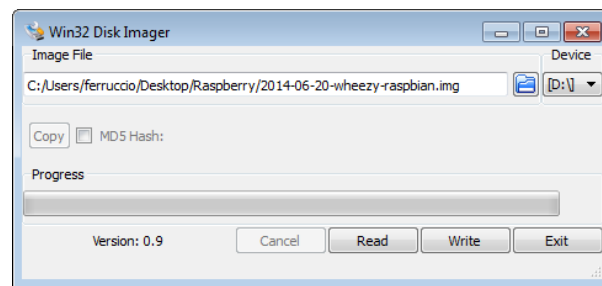 Win32 Disk Imager
Image File
Device
C:/Users/ferruccio/Desktop/Raspberry/2014-06-20-wheezy-raspbian.img
[D:\]
Copy
MD5 Hash:
Progress
Version: 0.9
Cancel
Read
Write
Exit